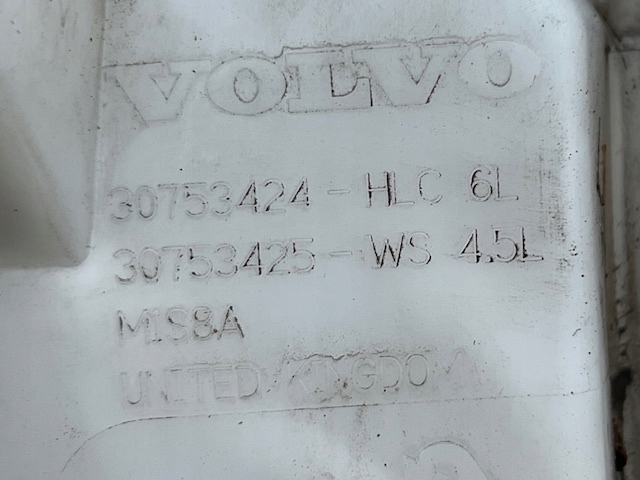 VOLVO
30753424 - HLC 6L
30753425 - WS 4.5L
M1S8A
UNITED KINGDOM